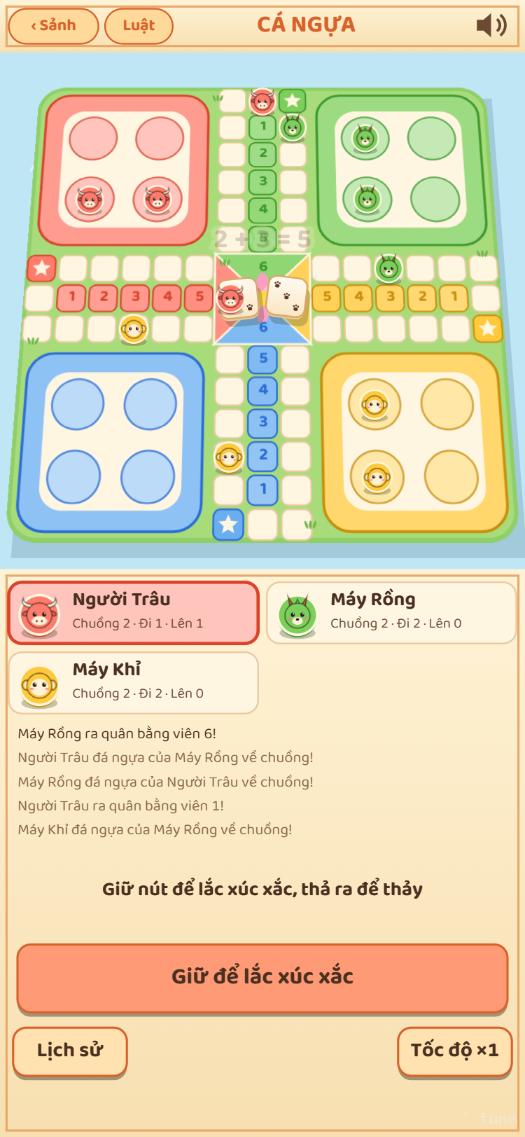 ‹ Sảnh
Luật
CÁ NGỰA
1
2
3
4
2 + 3 = 5
5
6
1 2 3 4 5
5 4 3 2 1
6
5
4
3
2
1
Người Trâu
Chuồng 2 · Đi 1 · Lên 1
Máy Rồng
Chuồng 2 · Đi 2 · Lên 0
Máy Khỉ
Chuồng 2 · Đi 2 · Lên 0
Máy Rồng ra quân bằng viên 6!
Người Trâu đá ngựa của Máy Rồng về chuồng!
Máy Rồng đá ngựa của Người Trâu về chuồng!
Người Trâu ra quân bằng viên 1!
Máy Khỉ đá ngựa của Máy Rồng về chuồng!
Giữ nút để lắc xúc xắc, thả ra để thảy
Giữ để lắc xúc xắc
Lịch sử
Tốc độ ×1